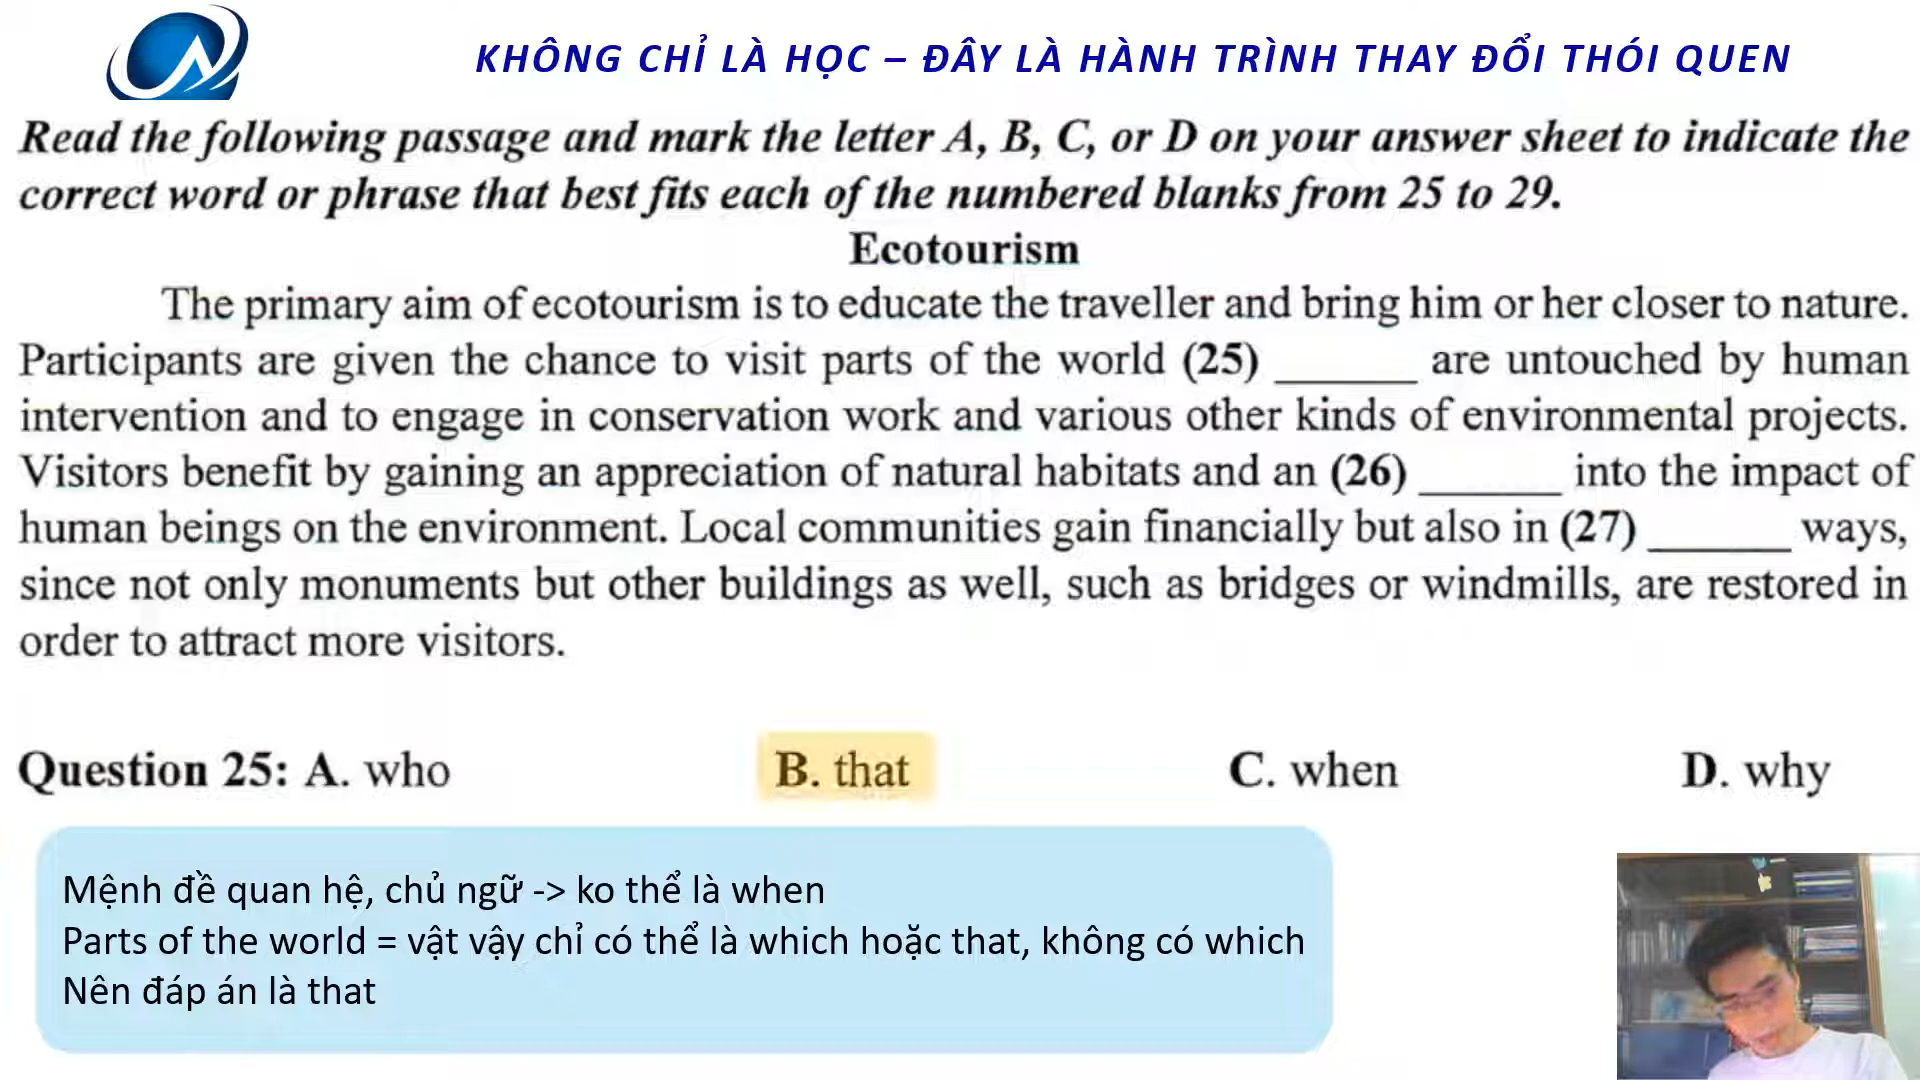 KHÔNG CHỈ LÀ HỌC – ĐÂY LÀ HÀNH TRÌNH THAY ĐỔI THÓI QUEN
Read the following passage and mark the letter A, B, C, or D on your answer sheet to indicate the
correct word or phrase that best fits each of the numbered blanks from 25 to 29.
Ecotourism
The primary aim of ecotourism is to educate the traveller and bring him or her closer to nature.
Participants are given the chance to visit parts of the world (25) ______ are untouched by human
intervention and to engage in conservation work and various other kinds of environmental projects.
Visitors benefit by gaining an appreciation of natural habitats and an (26) ______ into the impact of
human beings on the environment. Local communities gain financially but also in (27) ______ ways,
since not only monuments but other buildings as well, such as bridges or windmills, are restored in
order to attract more visitors.
Question 25: A. who B. that C. when D. why
Mệnh đề quan hệ, chủ ngữ -> ko thể là when
Parts of the world = vật vậy chỉ có thể là which hoặc that, không có which
Nên đáp án là that